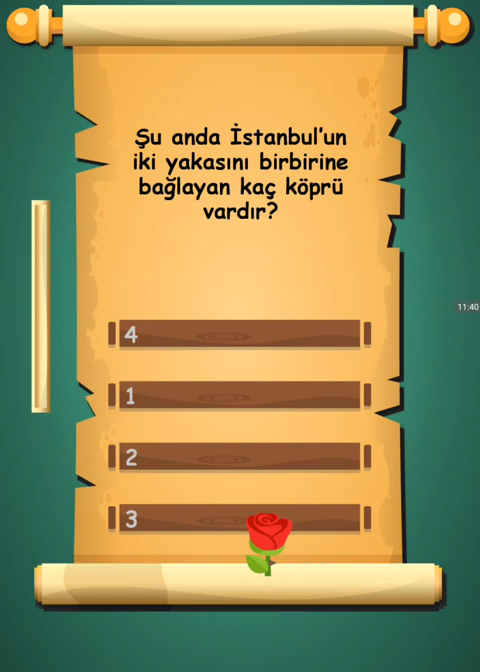 Şu anda İstanbul'un
iki yakasını birbirine
bağlayan kaç köprü
vardır?
11:40
4
1
2
3